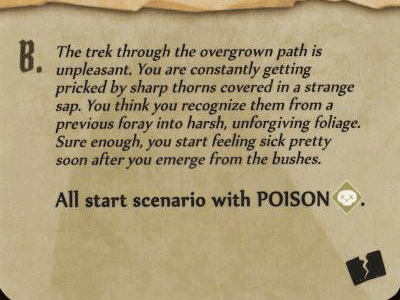 B. The trek through the overgrown path is
unpleasant. You are constantly getting
pricked by sharp thorns covered in a strange
sap. You think you recognize them from a
previous foray into harsh, unforgiving foliage.
Sure enough, you start feeling sick pretty
soon after you emerge from the bushes.
All start scenario with POISON.